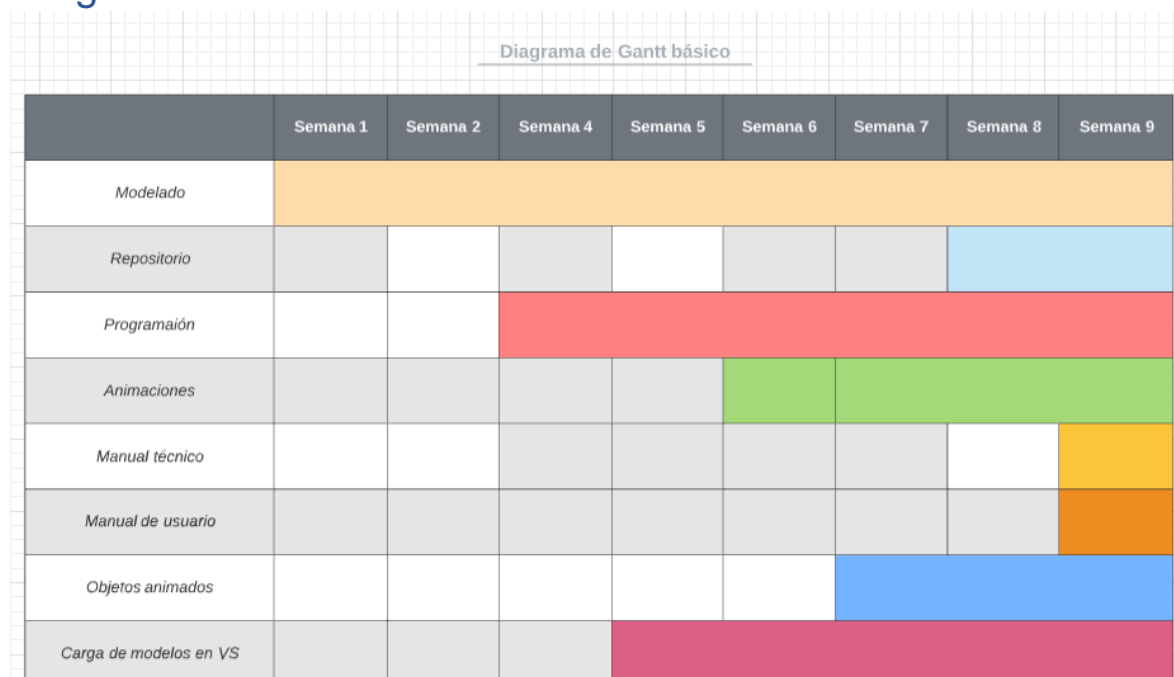 Diagrama de Gantt básico
Semana 1 Semana 2 Semana 4 Semana 5 Semana 6 Semana 7 Semana 8 Semana 9
Modelado
Repositorio
Programaión
Animaciones
Manual técnico
Manual de usuario
Objetos animados
Carga de modelos en VS